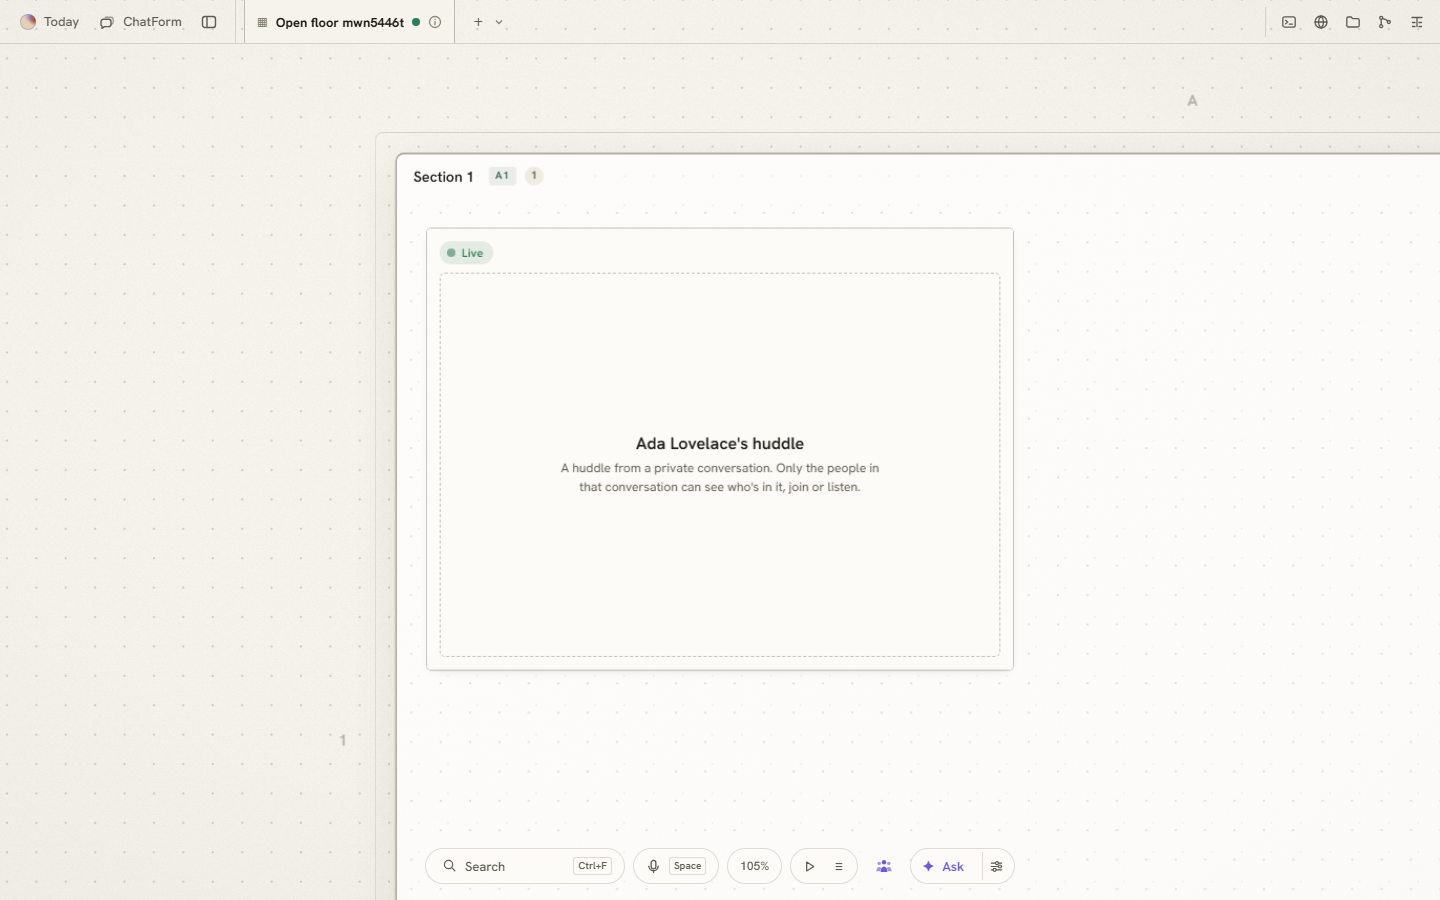 Today
ChatForm
Open floor mwn5446t
A
Section 1 A1 1
Live
Ada Lovelace's huddle
A huddle from a private conversation. Only the people in
that conversation can see who's in it, join or listen.
1
Search Ctrl+F
Space
105%
Ask